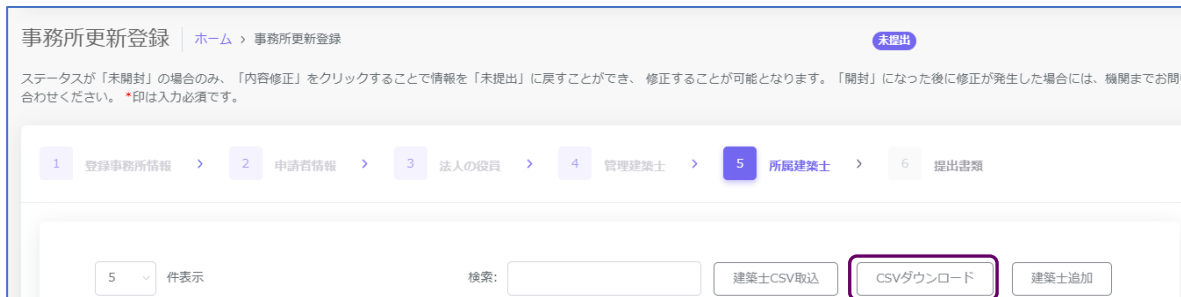 事務所更新登録 ホーム > 事務所更新登録 未提出
ステータスが「未開封」の場合のみ、「内容修正」をクリックすることで情報を「未提出」に戻すことができ、 修正することが可能となります。「開封」になった後に修正が発生した場合には、機関までお問い
合わせください。 *印は入力必須です。
1 登録事務所情報 > 2 申請者情報 > 3 法人の役員 > 4 管理建築士 > 5 所属建築士 > 6 提出書類
5 件表示 検索: 建築士CSV取込 CSVダウンロード 建築士追加